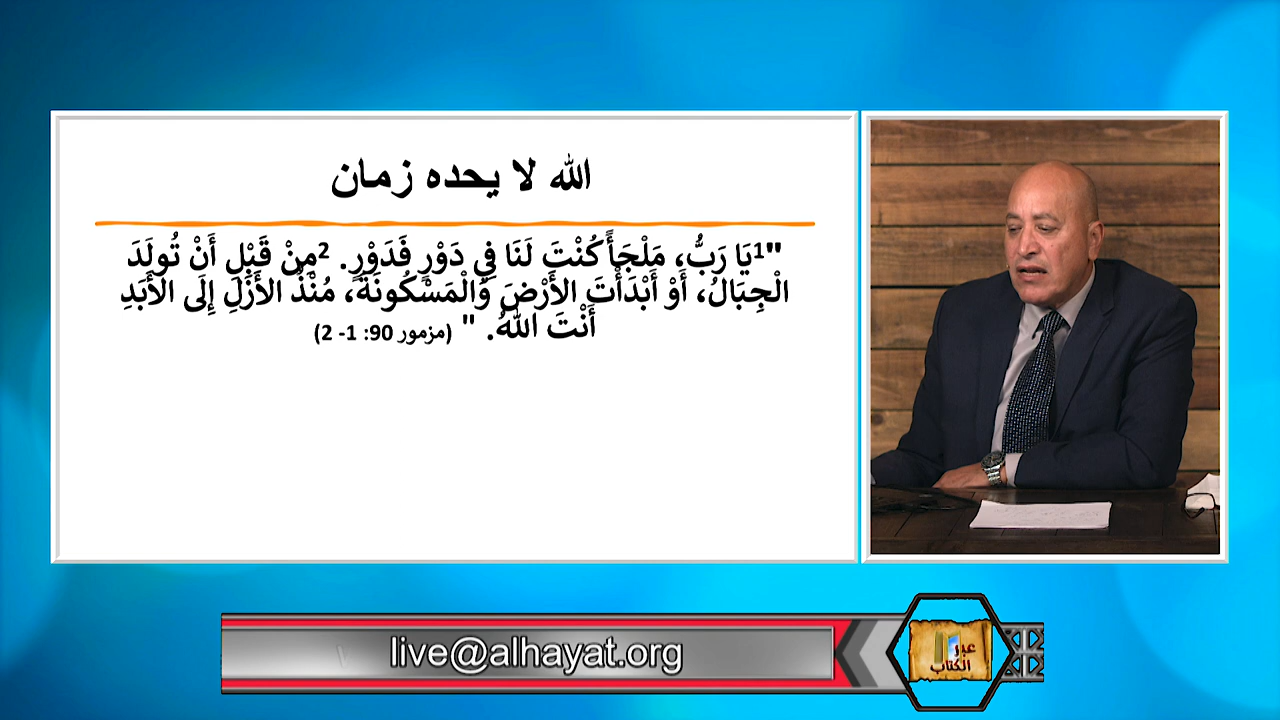 الله لا يحده زمان
"1يَا رَبُّ، مَلْجَأً كُنْتَ لَنَا فِي دَوْرٍ فَدَوْرٍ. 2مِنْ قَبْلِ أَنْ تُولَدَ
الْجِبَالُ، أَوْ أَبْدَأْتَ الأَرْضَ وَالْمَسْكُونَةَ، مُنْذُ الأَزَلِ إِلَى الأَبَدِ
أَنْتَ اللهُ. " (مزمور 90: 1- 2)
live@alhayat.org
عبر
الكتاب